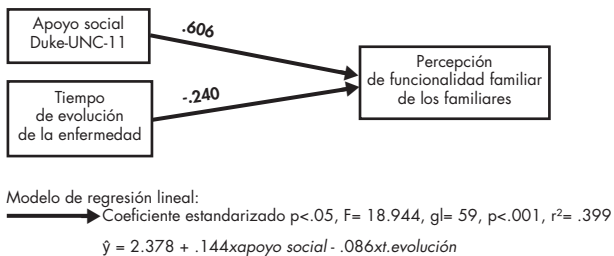 Apoyo social
Duke-UNC-11
.606
Tiempo
de evolución
de la enfermedad
-.240
Percepción
de funcionalidad familiar
de los familiares
Modelo de regresión lineal:
Coeficiente estandarizado p<.05, F= 18.944, gl= 59, p<.001, r²= .399
ŷ = 2.378 + .144xapoyo social - .086xt.evolución